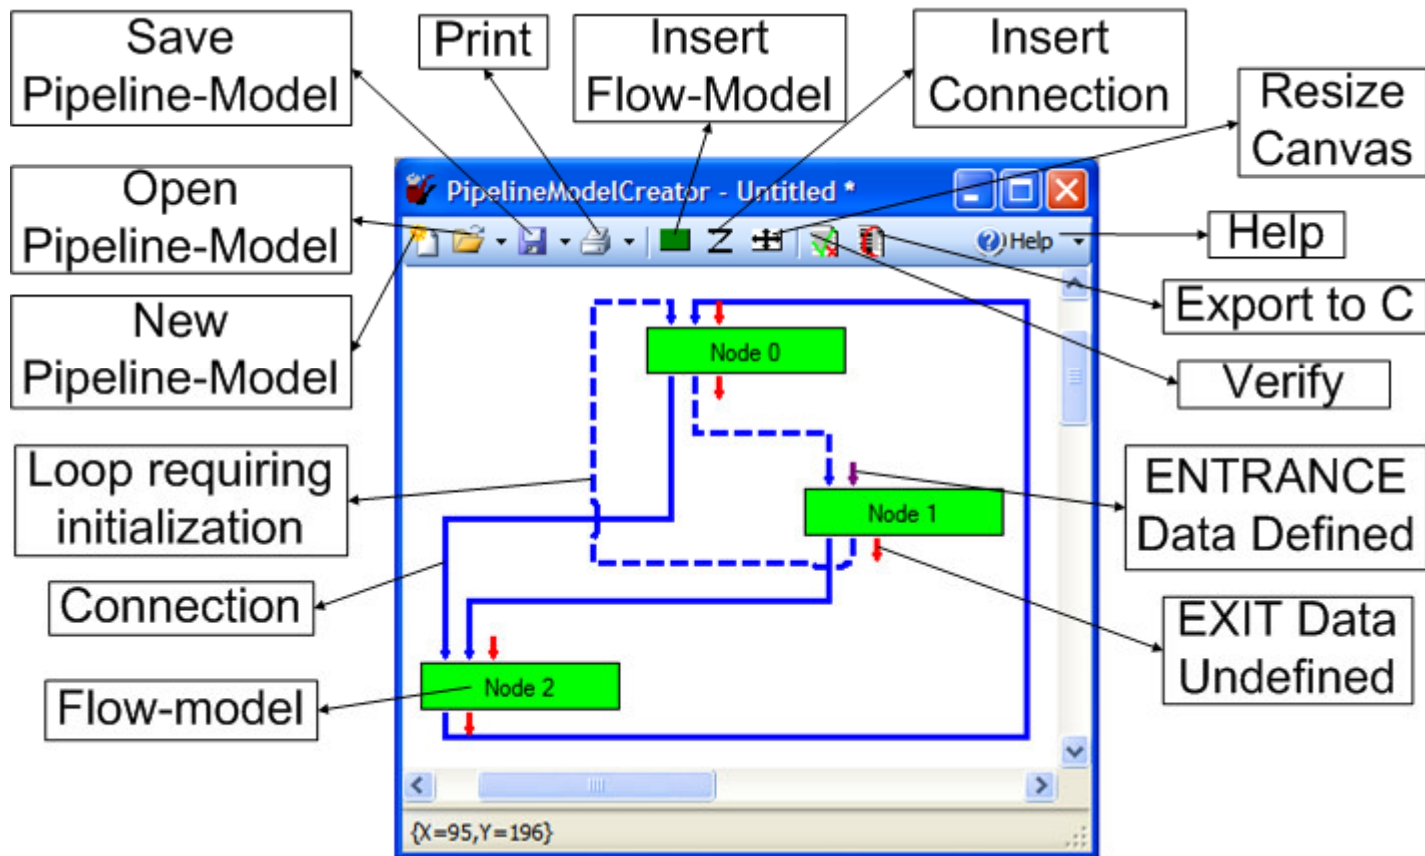 Save
Pipeline-Model
Print
Insert
Flow-Model
Insert
Connection
Resize
Canvas
Open
Pipeline-Model
PipelineModelCreator - Untitled *
Help
Help
New
Pipeline-Model
Export to C
Verify
Node 0
Loop requiring
initialization
ENTRANCE
Data Defined
Node 1
Connection
EXIT Data
Undefined
Flow-model
Node 2
{X=95,Y=196}